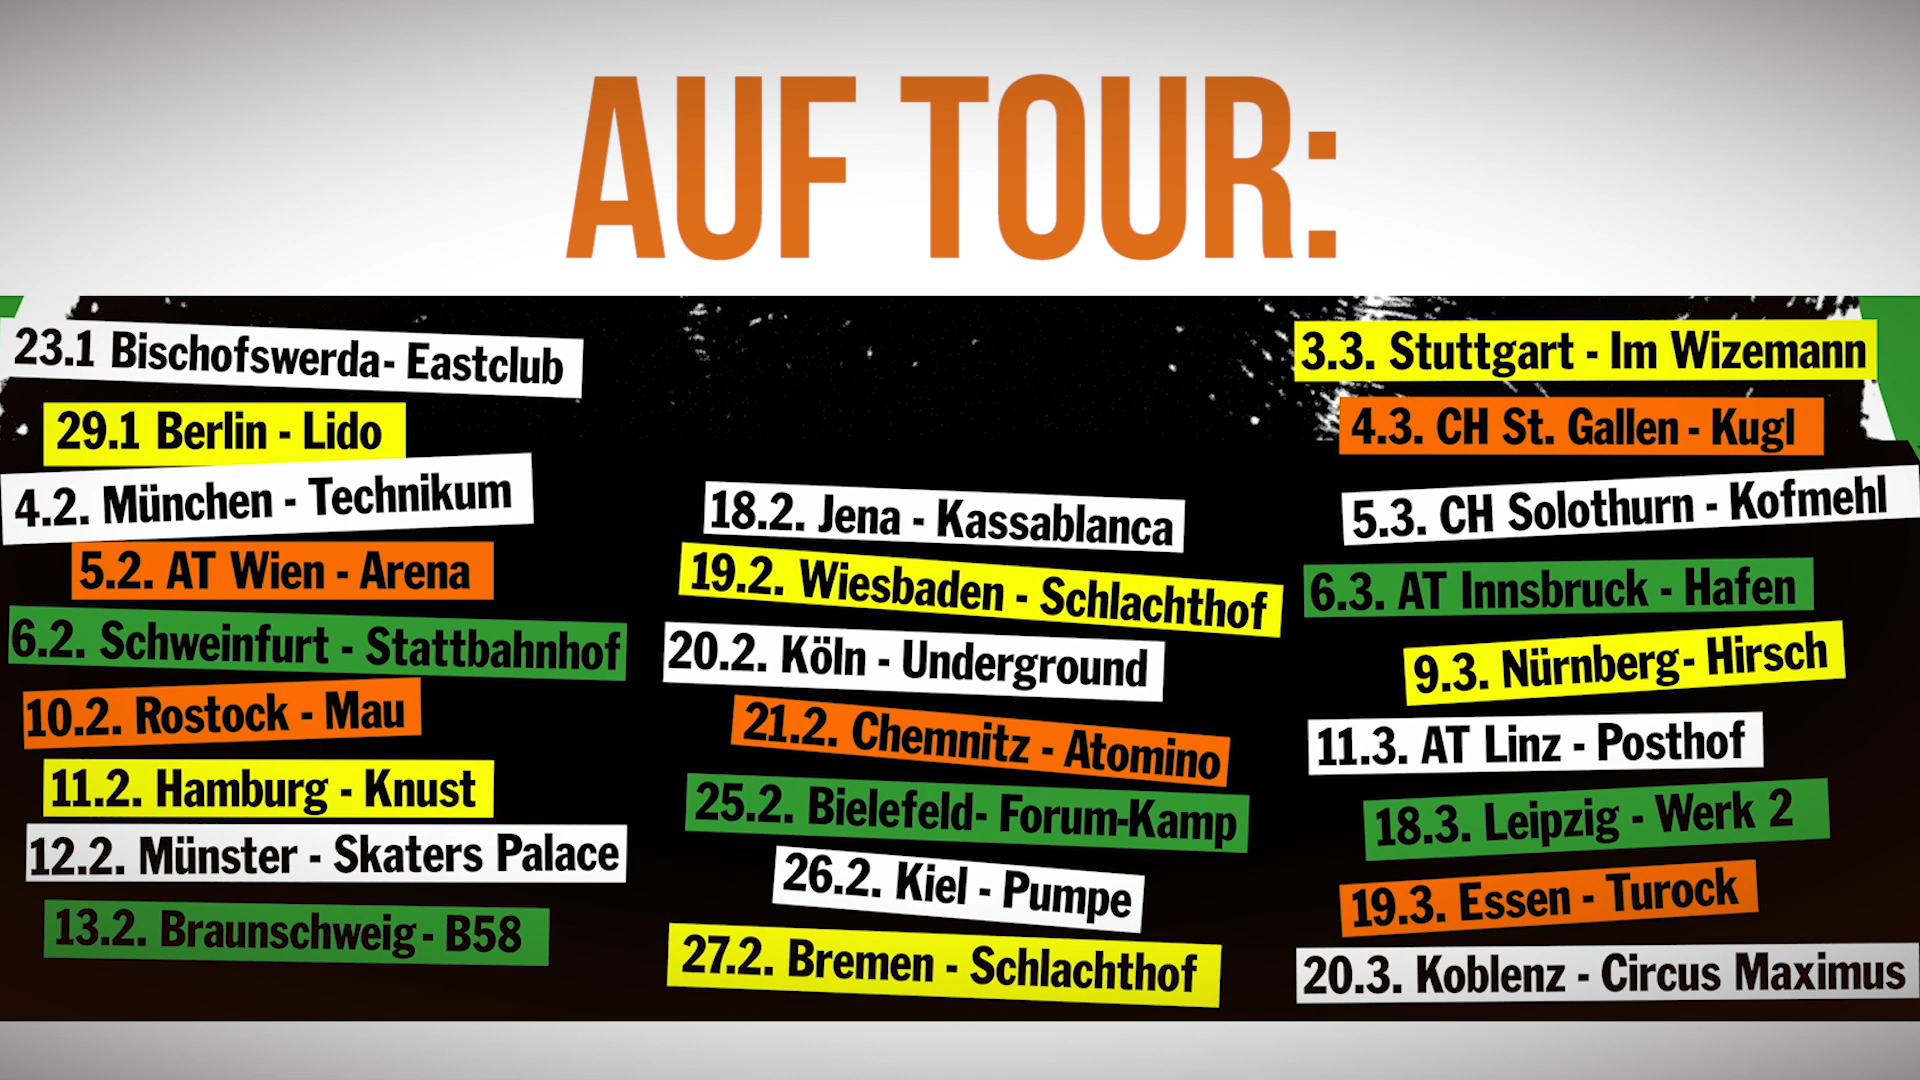 AUF TOUR:
23.1 Bischofswerda- Eastclub
29.1 Berlin - Lido
4.2. München - Technikum
5.2. AT Wien - Arena
6.2. Schweinfurt - Stattbahnhof
10.2. Rostock - Mau
11.2. Hamburg - Knust
12.2. Münster - Skaters Palace
13.2. Braunschweig - B58
18.2. Jena - Kassablanca
19.2. Wiesbaden - Schlachthof
20.2. Köln - Underground
21.2. Chemnitz - Atomino
25.2. Bielefeld- Forum-Kamp
26.2. Kiel - Pumpe
27.2. Bremen - Schlachthof
3.3. Stuttgart - Im Wizemann
4.3. CH St. Gallen - Kugl
5.3. CH Solothurn - Kofmehl
6.3. AT Innsbruck - Hafen
9.3. Nürnberg- Hirsch
11.3. AT Linz - Posthof
18.3. Leipzig - Werk 2
19.3. Essen - Turock
20.3. Koblenz - Circus Maximus